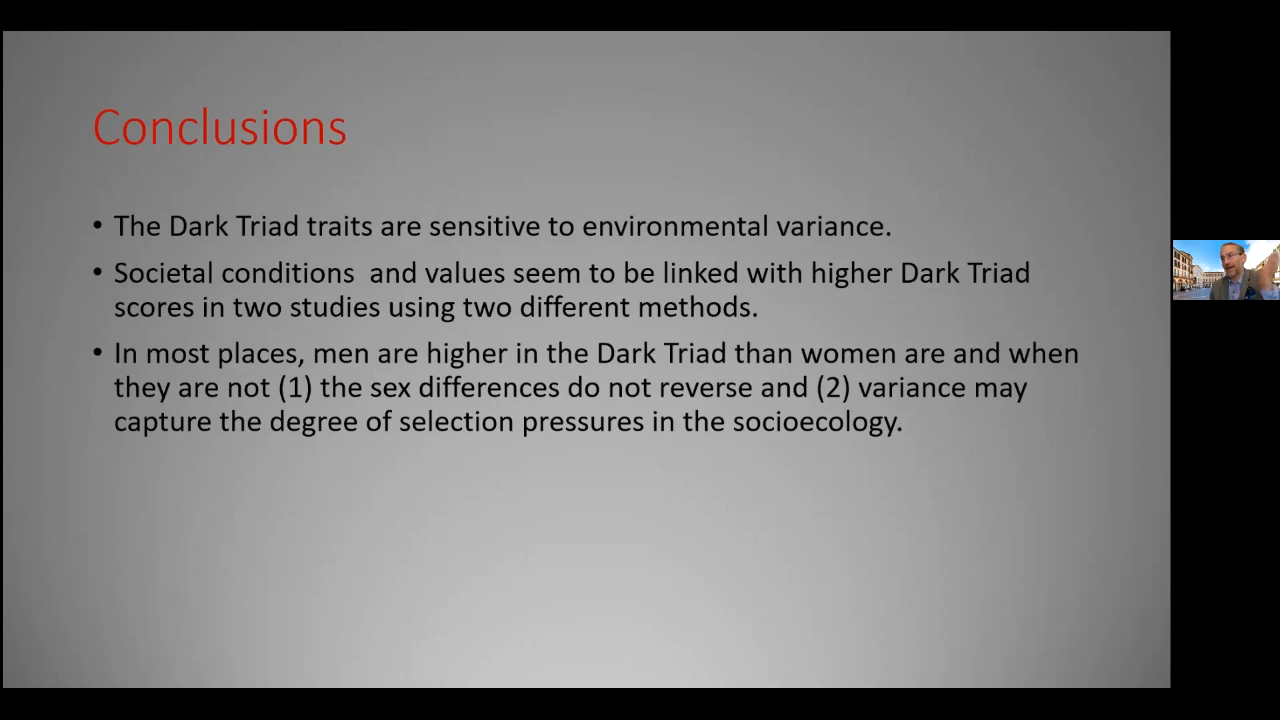 Conclusions
• The Dark Triad traits are sensitive to environmental variance.
• Societal conditions  and values seem to be linked with higher Dark Triad
scores in two studies using two different methods.
• In most places, men are higher in the Dark Triad than women are and when
they are not (1) the sex differences do not reverse and (2) variance may
capture the degree of selection pressures in the socioecology.